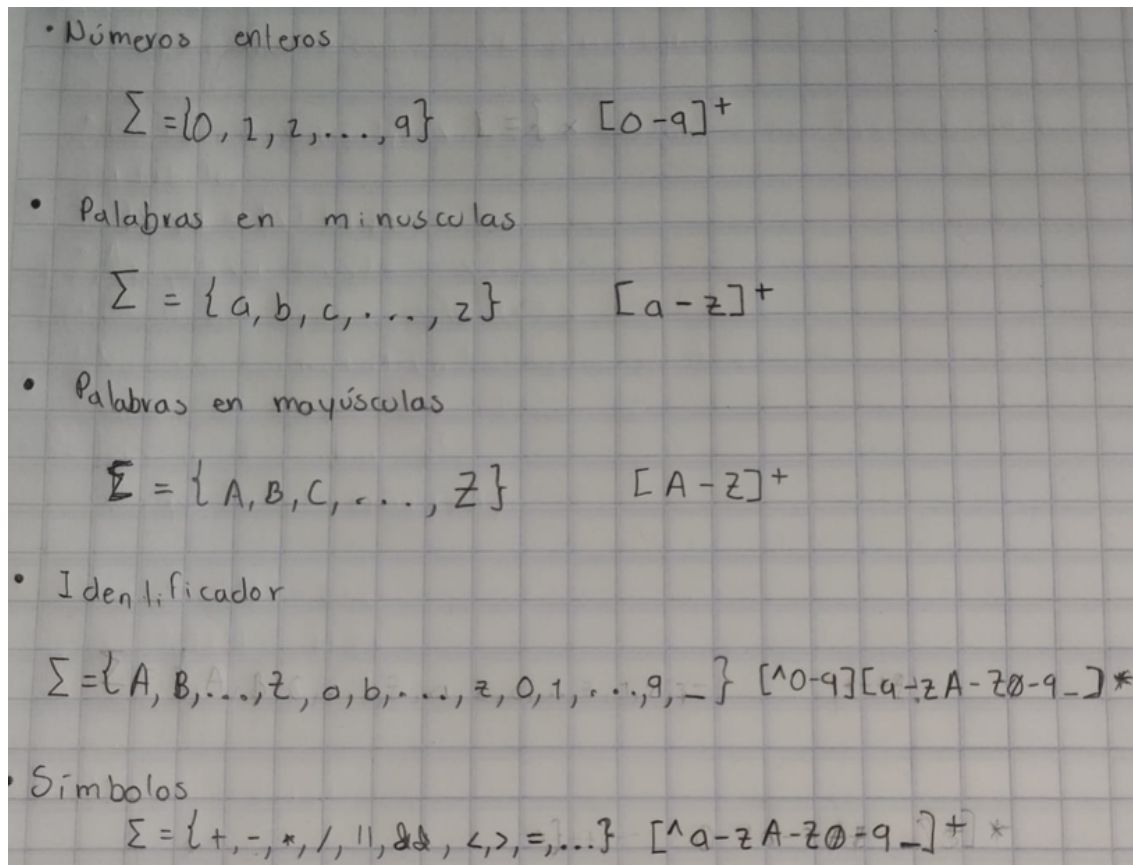 • Números enteros
Σ = {0, 1, 2, ..., 9} [0-9]+
• Palabras en minusculas
Σ = {a, b, c, ..., z} [a-z]+
• Palabras en mayúsculas
Σ = {A, B, C, ..., Z} [A-Z]+
• Identificador
Σ = {A, B, ..., Z, a, b, ..., z, 0, 1, ..., 9, _} [^0-9][a-zA-Z0-9_]*
• Símbolos
Σ = {+, -, *, /, ||, &&, <, >, =, ...} [^a-zA-Z0-9_]+